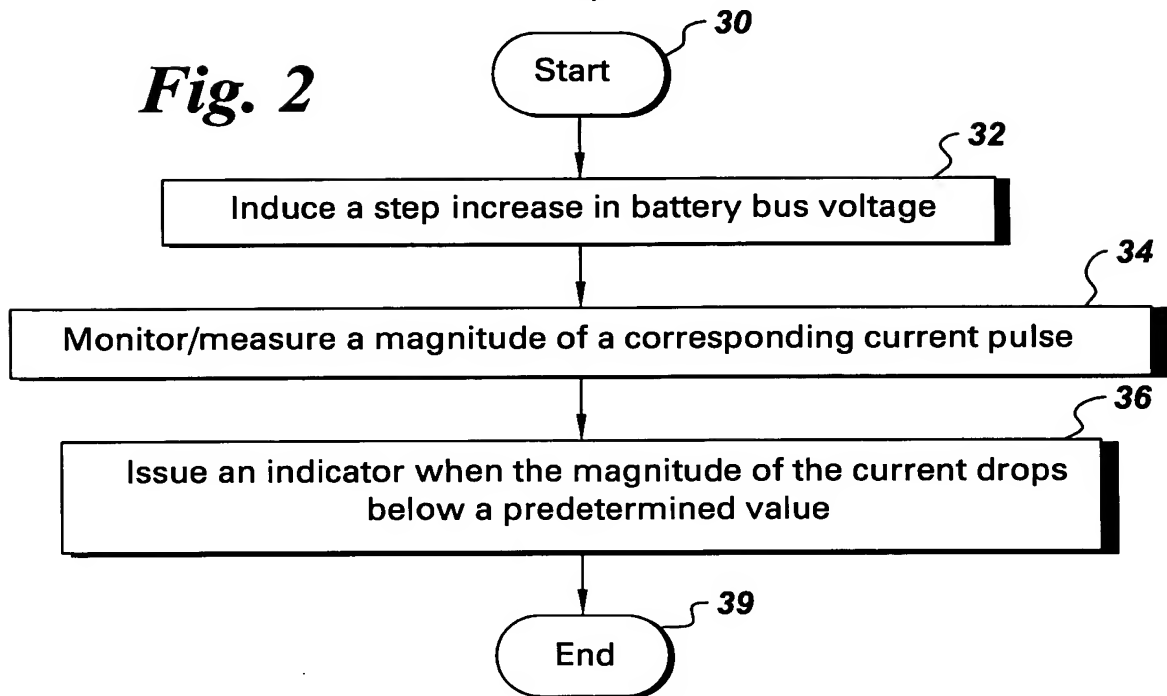 Fig. 2
30
Start
32
Induce a step increase in battery bus voltage
34
Monitor/measure a magnitude of a corresponding current pulse
36
Issue an indicator when the magnitude of the current drops
below a predetermined value
39
End